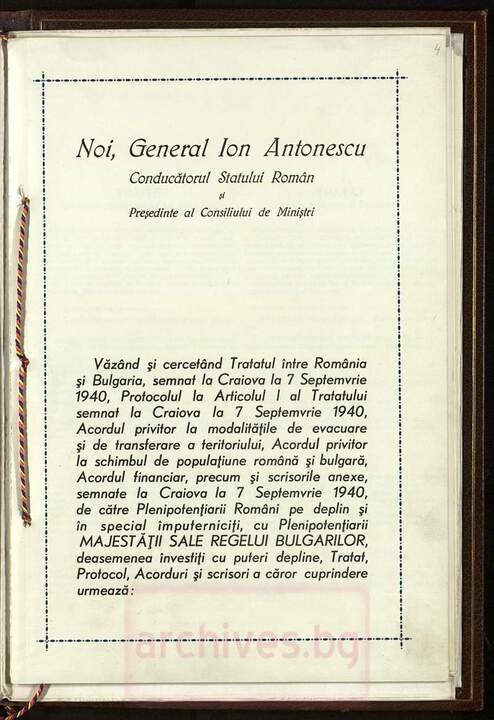 4
Noi, General Ion Antonescu
Conducătorul Statului Român
şi
Preşedinte al Consiliului de Miniştri
Văzând şi cercetând Tratatul între România
şi Bulgaria, semnat la Craiova la 7 Septemvrie
1940, Protocolul la Articolul I al Tratatului
semnat la Craiova la 7 Septemvrie 1940,
Acordul privitor la modalităţile de evacuare
şi de transferare a teritoriului, Acordul privitor
la schimbul de populaţiune română şi bulgară,
Acordul financiar, precum şi scrisorile anexe,
semnate la Craiova la 7 Septemvrie 1940,
de către Plenipotenţiarii Români pe deplin şi
în special împuterniciţi, cu Plenipotenţiarii
MAJESTĂŢII SALE REGELUI BULGARILOR,
deasemenea învestiţi cu puteri depline, Tratat,
Protocol, Acorduri şi scrisori a căror cuprindere
urmează:
archives.bg